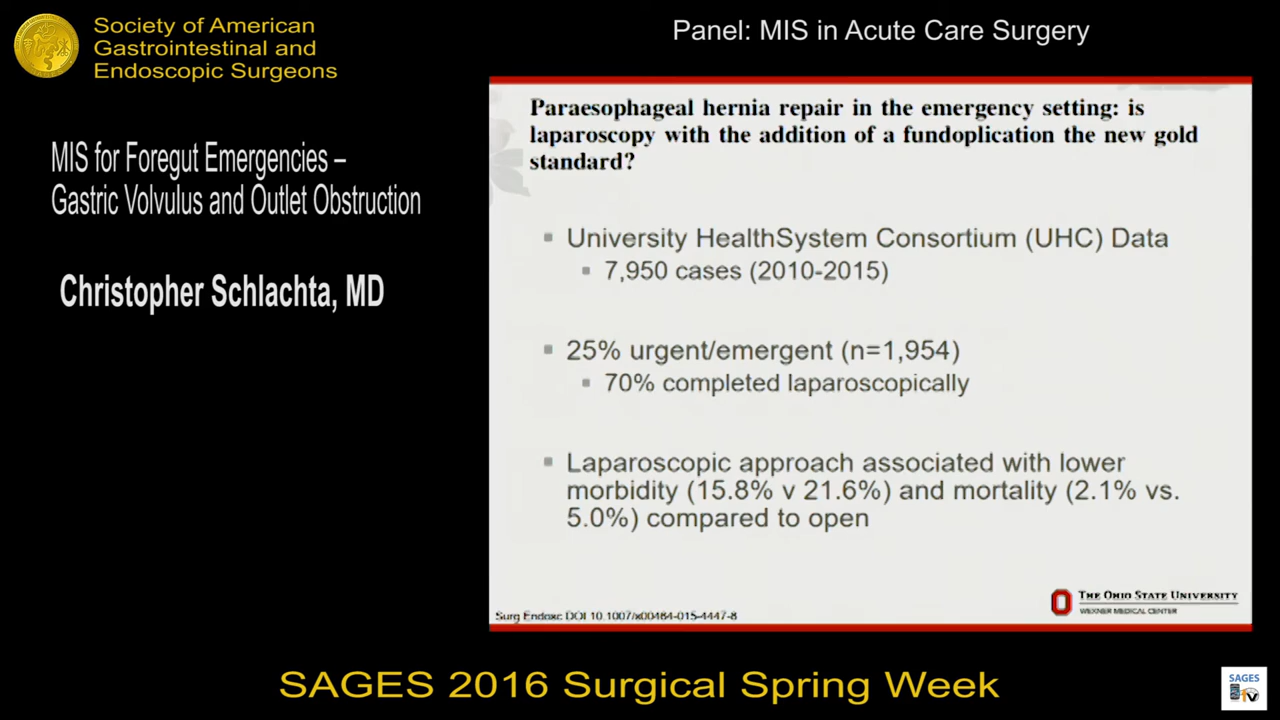 Society of American
Gastrointestinal and
Endoscopic Surgeons
Panel: MIS in Acute Care Surgery
MIS for Foregut Emergencies –
Gastric Volvulus and Outlet Obstruction
Christopher Schlachta, MD
Paraesophageal hernia repair in the emergency setting: is
laparoscopy with the addition of a fundoplication the new gold
standard?
University HealthSystem Consortium (UHC) Data
7,950 cases (2010-2015)
25% urgent/emergent (n=1,954)
70% completed laparoscopically
Laparoscopic approach associated with lower
morbidity (15.8% v 21.6%) and mortality (2.1% vs.
5.0%) compared to open
Surg Endosc DOI 10.1007/s00464-015-4447-8
THE OHIO STATE UNIVERSITY
WEXNER MEDICAL CENTER
SAGES 2016 Surgical Spring Week
SAGES
TV